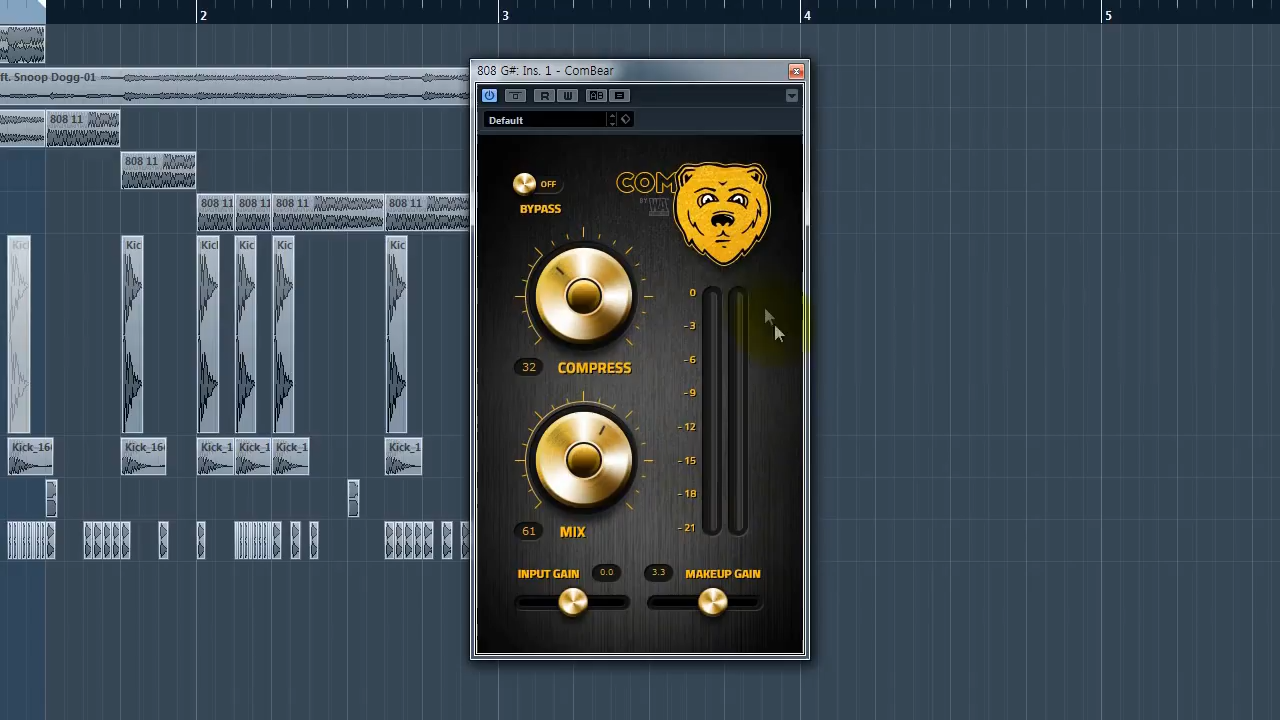 2
3
4
5
ft. Snoop Dogg-01
808 11
808 11
808 11
808 11
808 11
808 11
Kic
Kic
Kic
Kic
Kic
Kick_16
Kick_16
Kick_1
Kick_1
Kick_1
Kick_1
808 G#: Ins. 1 - ComBear
R
W
AB
Default
OFF
BYPASS
COM
BY WA
0
-3
-6
-9
-12
-15
-18
-21
32
COMPRESS
61
MIX
INPUT GAIN
0.0
3.3
MAKEUP GAIN